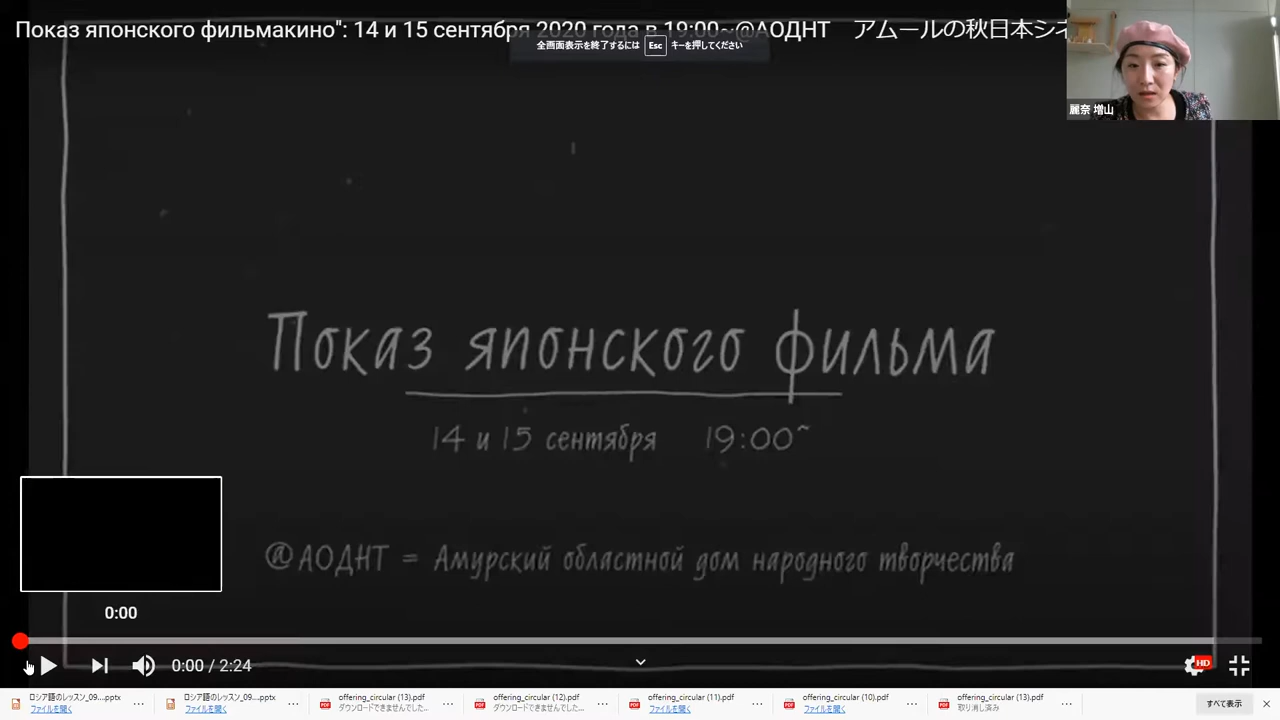 Показ японского фильмакино": 14 и 15 сентября 2020 года в 19:00~@АОДНТ　アムールの秋日本シネ
全画面表示を終了するには Esc キーを押してください
麗奈 増山
Показ японского фильма
14 и 15 сентября 19:00~
@АОДНТ = Амурский областной дом народного творчества
0:00
0:00 / 2:24
HD
ロシア語のレッスン_09....pptx
ファイルを開く
ロシア語のレッスン_09....pptx
ファイルを開く
offering_circular (13).pdf
ダウンロードできませんでした...
offering_circular (12).pdf
ダウンロードできませんでした...
offering_circular (11).pdf
ファイルを開く
offering_circular (10).pdf
ファイルを開く
offering_circular (13).pdf
取り消し済み
すべて表示